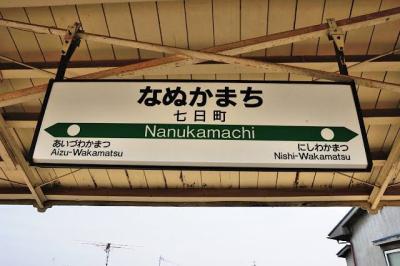 なぬかまち
七日町
Nanukamachi
あいづわかまつ
Aizu-Wakamatsu
にしわかまつ
Nishi-Wakamatsu